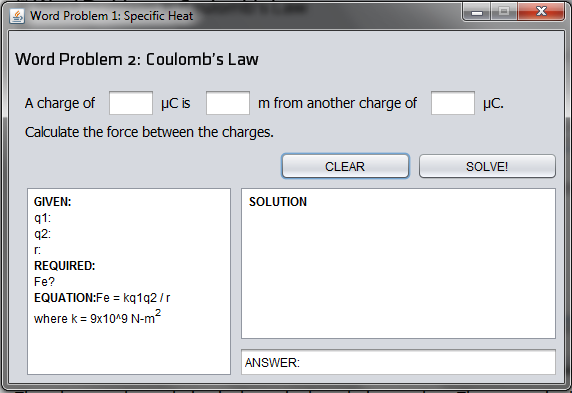 Word Problem 1: Specific Heat
Word Problem 2: Coulomb's Law
A charge of µC is m from another charge of µC.
Calculate the force between the charges.
CLEAR SOLVE!
GIVEN:
q1:
q2:
r:
REQUIRED:
Fe?
EQUATION:Fe = kq1q2 / r
where k = 9x10^9 N-m²
SOLUTION
ANSWER: